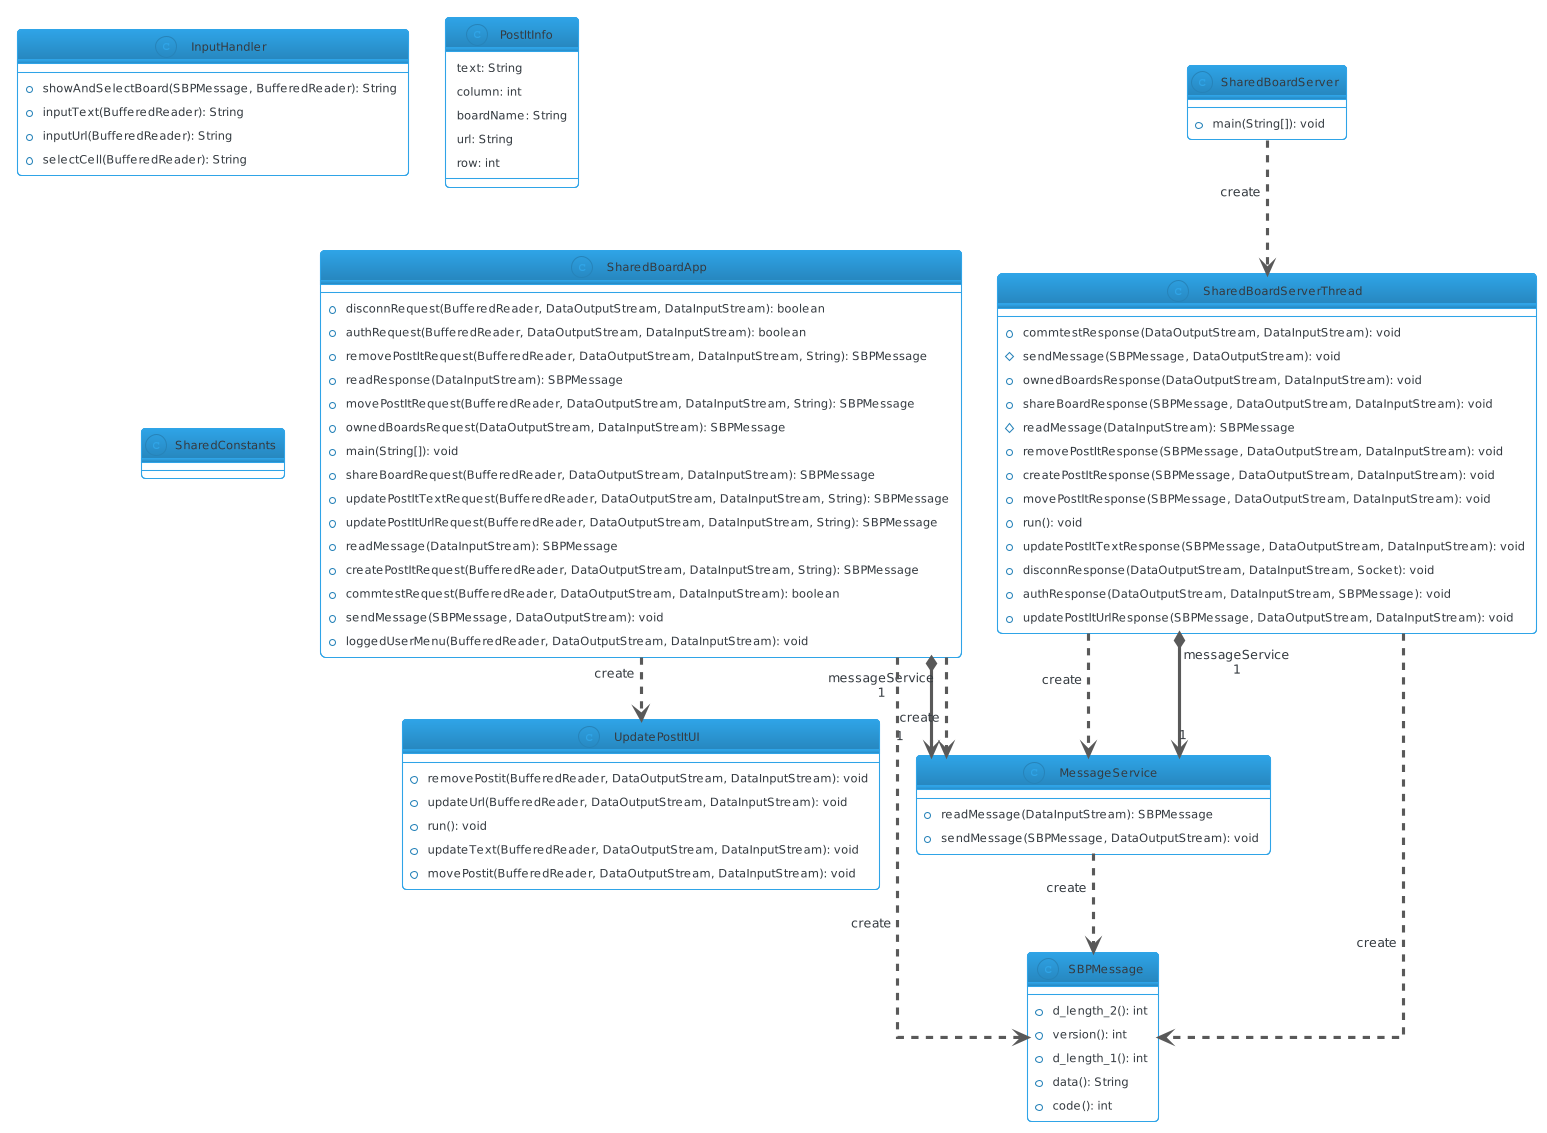 InputHandler
showAndSelectBoard(SBPMessage, BufferedReader): String
inputText(BufferedReader): String
inputUrl(BufferedReader): String
selectCell(BufferedReader): String
PostItInfo
text: String
column: int
boardName: String
url: String
row: int
SharedBoardServer
main(String[]): void
create
SharedBoardApp
disconnRequest(BufferedReader, DataOutputStream, DataInputStream): boolean
authRequest(BufferedReader, DataOutputStream, DataInputStream): boolean
removePostItRequest(BufferedReader, DataOutputStream, DataInputStream, String): SBPMessage
readResponse(DataInputStream): SBPMessage
movePostItRequest(BufferedReader, DataOutputStream, DataInputStream, String): SBPMessage
ownedBoardsRequest(DataOutputStream, DataInputStream): SBPMessage
main(String[]): void
shareBoardRequest(BufferedReader, DataOutputStream, DataInputStream): SBPMessage
updatePostItTextRequest(BufferedReader, DataOutputStream, DataInputStream, String): SBPMessage
updatePostItUrlRequest(BufferedReader, DataOutputStream, DataInputStream, String): SBPMessage
readMessage(DataInputStream): SBPMessage
createPostItRequest(BufferedReader, DataOutputStream, DataInputStream, String): SBPMessage
commtestRequest(BufferedReader, DataOutputStream, DataInputStream): boolean
sendMessage(SBPMessage, DataOutputStream): void
loggedUserMenu(BufferedReader, DataOutputStream, DataInputStream): void
SharedBoardServerThread
commtestResponse(DataOutputStream, DataInputStream): void
sendMessage(SBPMessage, DataOutputStream): void
ownedBoardsResponse(DataOutputStream, DataInputStream): void
shareBoardResponse(SBPMessage, DataOutputStream, DataInputStream): void
readMessage(DataInputStream): SBPMessage
removePostItResponse(SBPMessage, DataOutputStream, DataInputStream): void
createPostItResponse(SBPMessage, DataOutputStream, DataInputStream): void
movePostItResponse(SBPMessage, DataOutputStream, DataInputStream): void
run(): void
updatePostItTextResponse(SBPMessage, DataOutputStream, DataInputStream): void
disconnResponse(DataOutputStream, DataInputStream, Socket): void
authResponse(DataOutputStream, DataInputStream, SBPMessage): void
updatePostItUrlResponse(SBPMessage, DataOutputStream, DataInputStream): void
SharedConstants
create
messageService
1
create
1
create
messageService
1
1
UpdatePostItUI
removePostit(BufferedReader, DataOutputStream, DataInputStream): void
updateUrl(BufferedReader, DataOutputStream, DataInputStream): void
run(): void
updateText(BufferedReader, DataOutputStream, DataInputStream): void
movePostit(BufferedReader, DataOutputStream, DataInputStream): void
MessageService
readMessage(DataInputStream): SBPMessage
sendMessage(SBPMessage, DataOutputStream): void
create
create
create
SBPMessage
d_length_2(): int
version(): int
d_length_1(): int
data(): String
code(): int